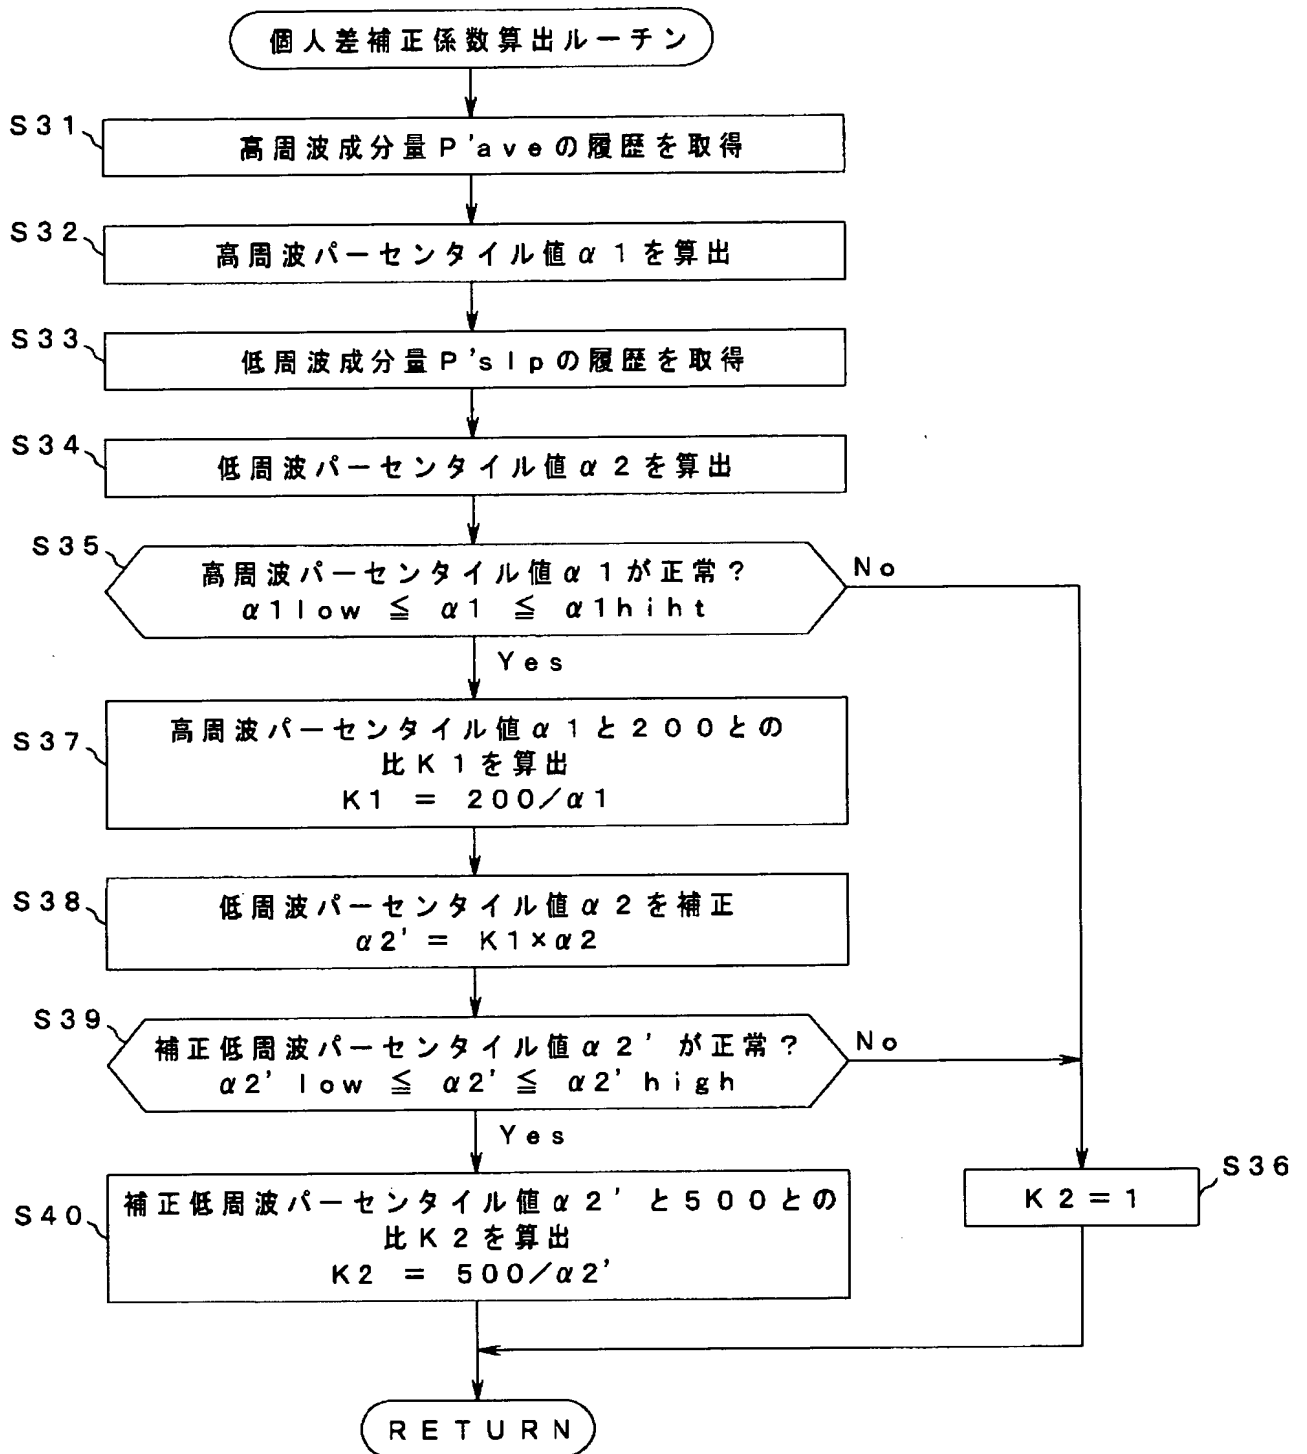 個人差補正係数算出ルーチン
S31
高周波成分量P'aveの履歴を取得
S32
高周波パーセンタイル値α1を算出
S33
低周波成分量P'slpの履歴を取得
S34
低周波パーセンタイル値α2を算出
S35
高周波パーセンタイル値α1が正常?
α1low ≦ α1 ≦ α1hiht
No
Yes
S37
高周波パーセンタイル値α1と200との
比K1を算出
K1 = 200/α1
S38
低周波パーセンタイル値α2を補正
α2' = K1×α2
S39
補正低周波パーセンタイル値α2'が正常?
α2'low ≦ α2' ≦ α2'high
No
Yes
S40
補正低周波パーセンタイル値α2'と500との
比K2を算出
K2 = 500/α2'
S36
K2=1
RETURN